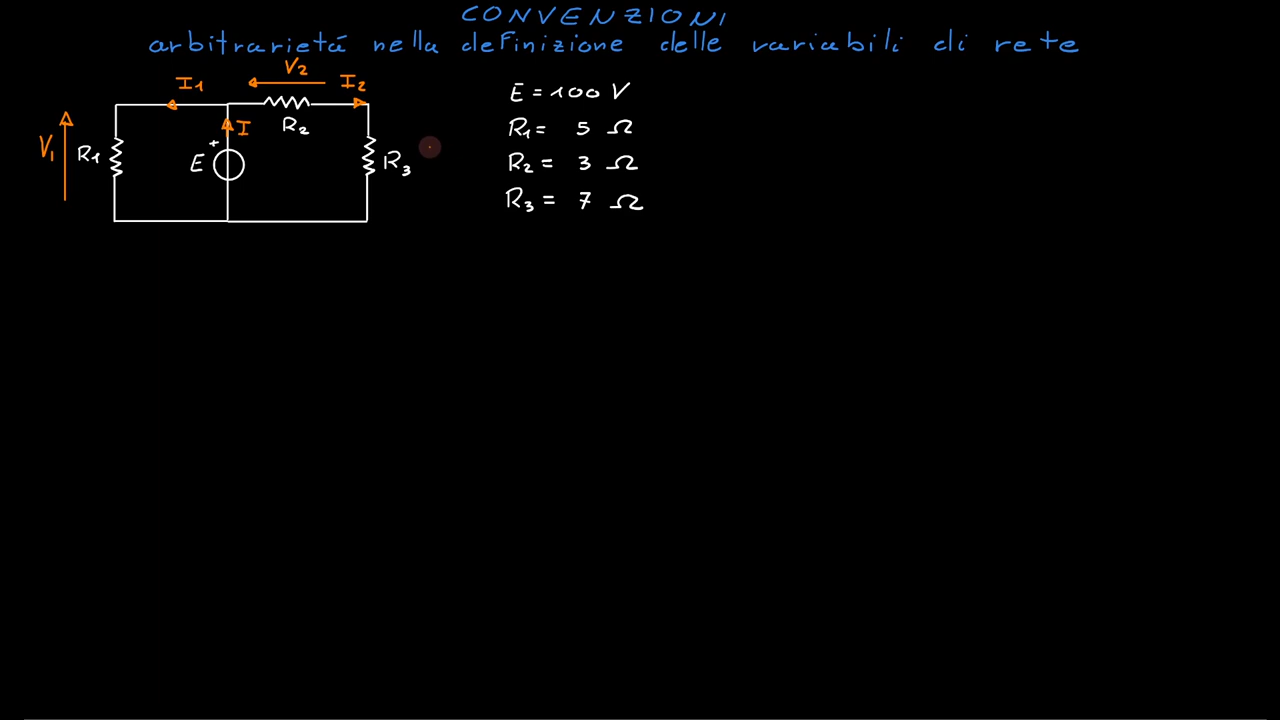 CONVENZIONI
arbitrarietá nella definizione delle variabili di rete
I1 V2 I2
E = 100 V
R2
R1 = 5 Ω
+ I
V1 R1 E R3
R2 = 3 Ω
R3 = 7 Ω